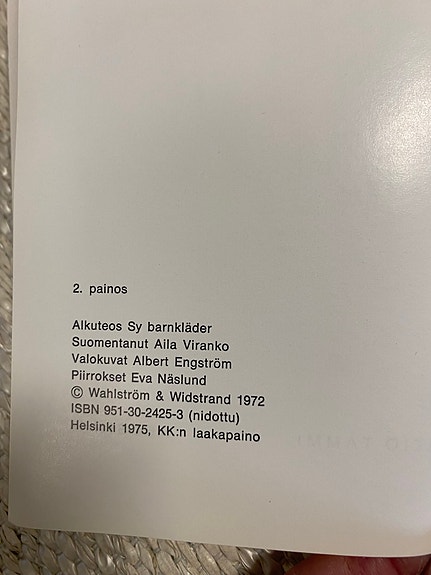 2. painos
Alkuteos Sy barnkläder
Suomentanut Aila Viranko
Valokuvat Albert Engström
Piirrokset Eva Näslund
© Wahlström & Widstrand 1972
ISBN 951-30-2425-3 (nidottu)
Helsinki 1975, KK:n laakapaino